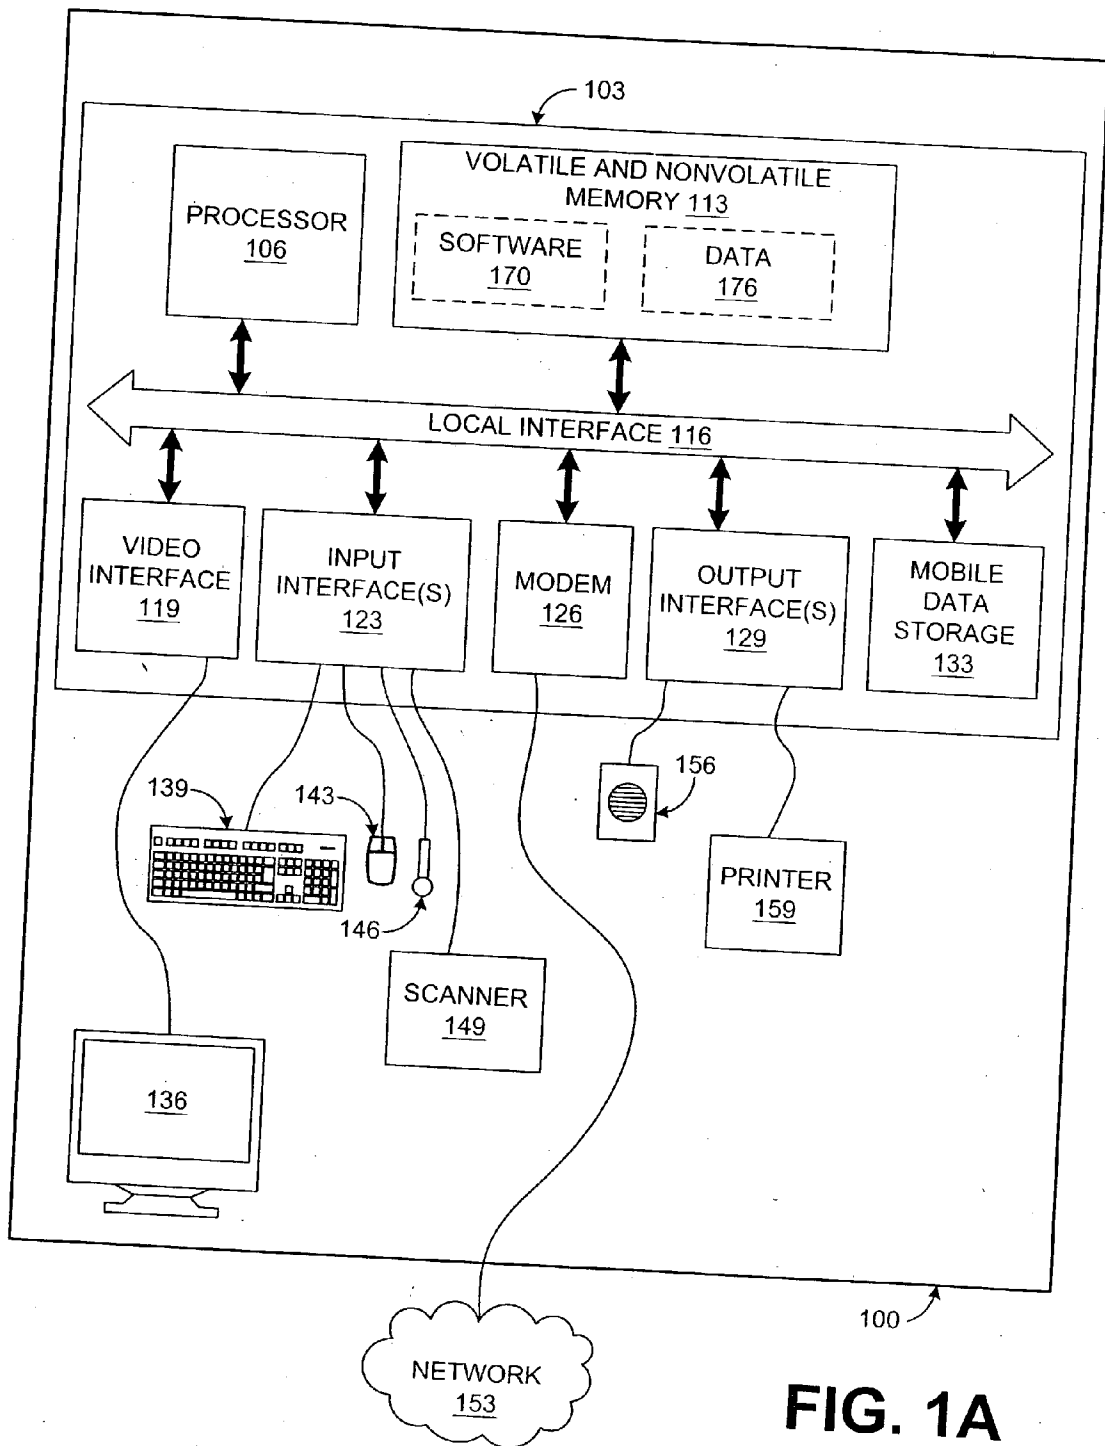 103
PROCESSOR
106
VOLATILE AND NONVOLATILE
MEMORY 113
SOFTWARE
170
DATA
176
LOCAL INTERFACE 116
VIDEO
INTERFACE
119
INPUT
INTERFACE(S)
123
MODEM
126
OUTPUT
INTERFACE(S)
129
MOBILE
DATA
STORAGE
133
139
143
146
156
PRINTER
159
SCANNER
149
136
100
NETWORK
153
FIG. 1A